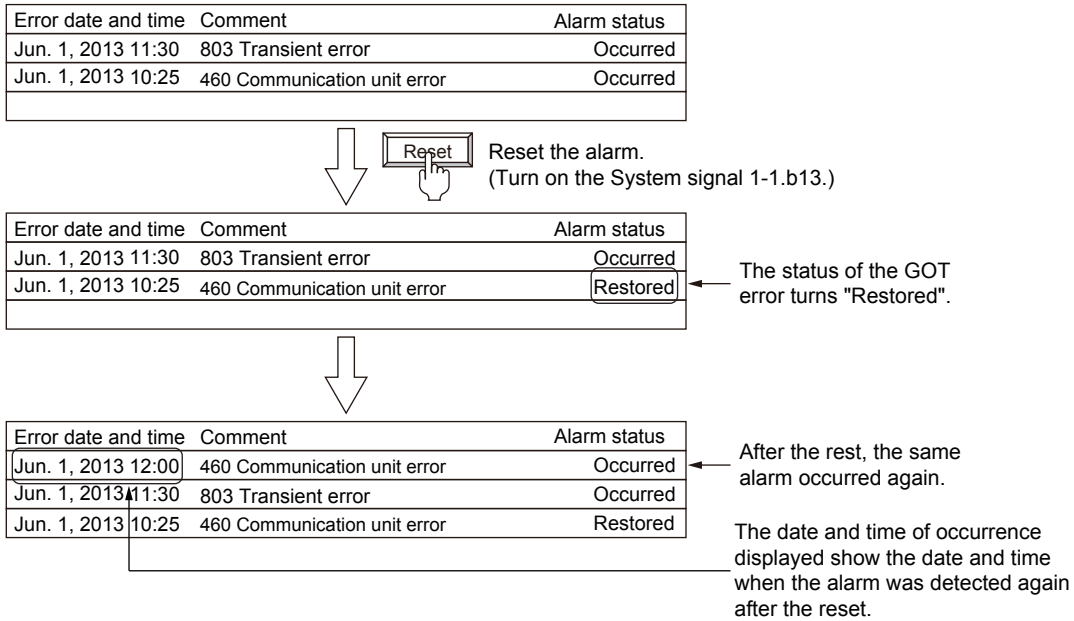 Error date and time Comment Alarm status
Jun. 1, 2013 11:30 803 Transient error Occurred
Jun. 1, 2013 10:25 460 Communication unit error Occurred
Reset
Reset the alarm.
(Turn on the System signal 1-1.b13.)
Error date and time Comment Alarm status
Jun. 1, 2013 11:30 803 Transient error Occurred
Jun. 1, 2013 10:25 460 Communication unit error Restored
The status of the GOT
error turns "Restored".
Error date and time Comment Alarm status
Jun. 1, 2013 12:00 460 Communication unit error Occurred
Jun. 1, 2013 11:30 803 Transient error Occurred
Jun. 1, 2013 10:25 460 Communication unit error Restored
After the rest, the same
alarm occurred again.
The date and time of occurrence
displayed show the date and time
when the alarm was detected again
after the reset.